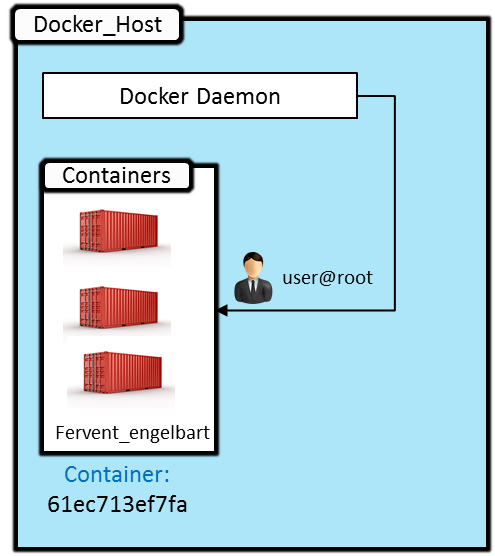 Docker_Host
Docker Daemon
Containers
user@root
Fervent_engelbart
Container:
61ec713ef7fa